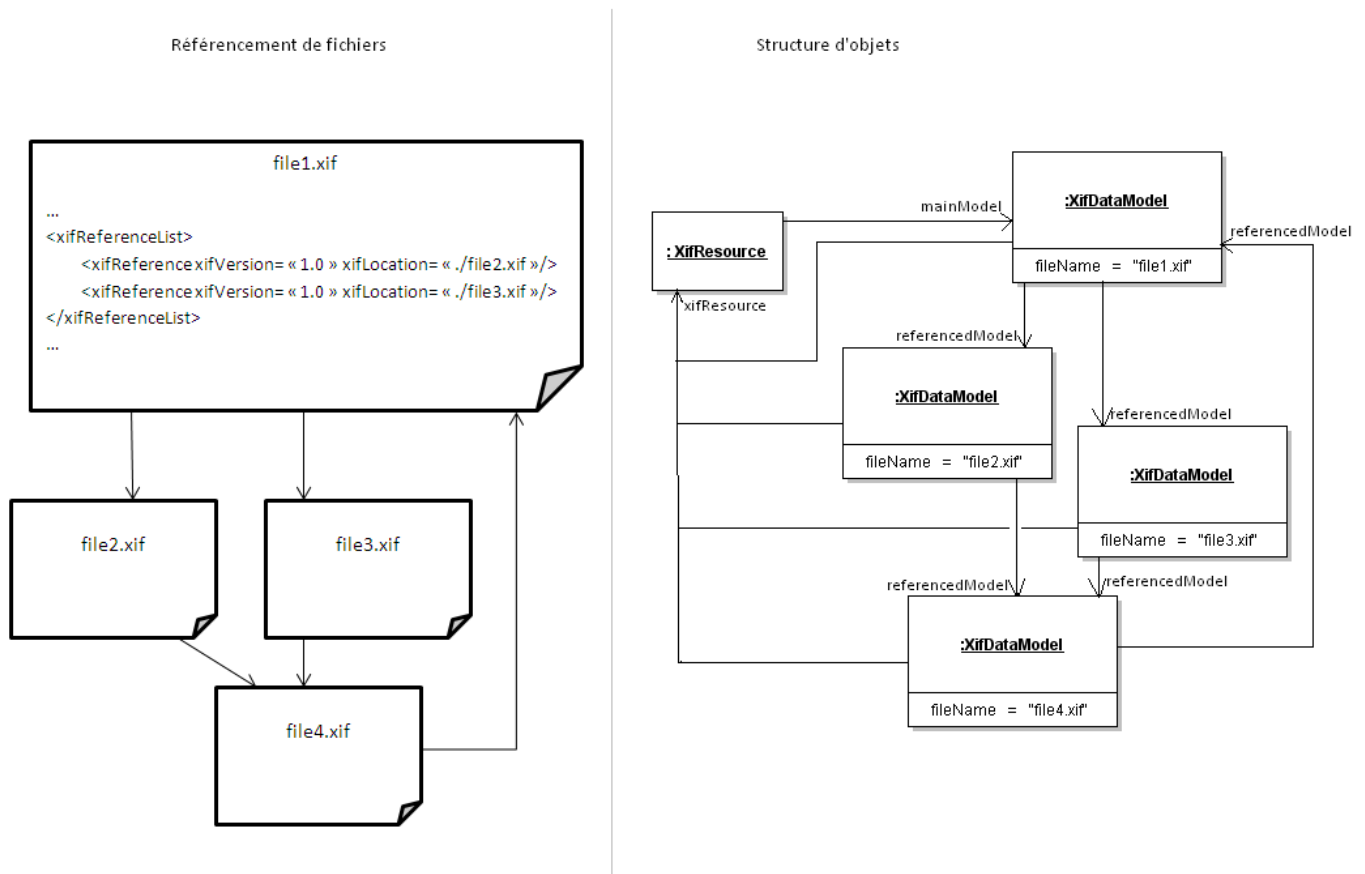 Référencement de fichiers
file1.xif
...
<xifReferenceList>
<xifReference xifVersion= « 1.0 » xifLocation= « ./file2.xif »/>
<xifReference xifVersion= « 1.0 » xifLocation= « ./file3.xif »/>
</xifReferenceList>
...
file2.xif
file3.xif
file4.xif
Structure d'objets
:XifDataModel
fileName = "file1.xif"
mainModel
: XifResource
xifResource
referencedModel
referencedModel
:XifDataModel
fileName = "file2.xif"
referencedModel
:XifDataModel
fileName = "file3.xif"
referencedModel
referencedModel
:XifDataModel
fileName = "file4.xif"